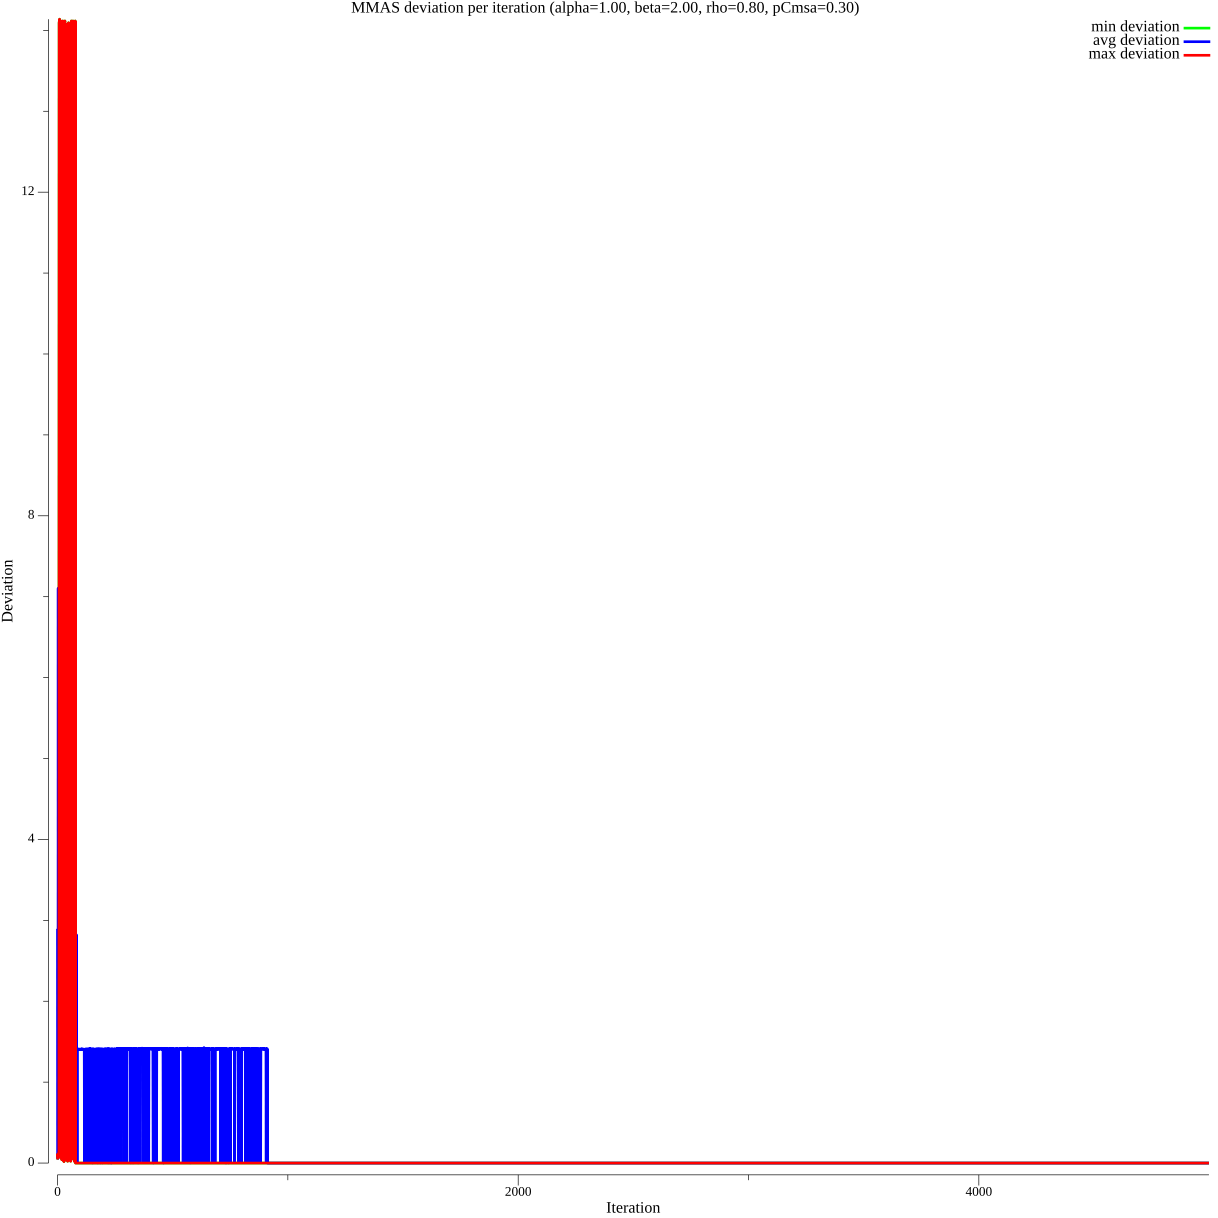 MMAS deviation per iteration (alpha=1.00, beta=2.00, rho=0.80, pCmsa=0.30)
min deviation
avg deviation
max deviation
12
8
4
0
Deviation
0 2000 4000
Iteration